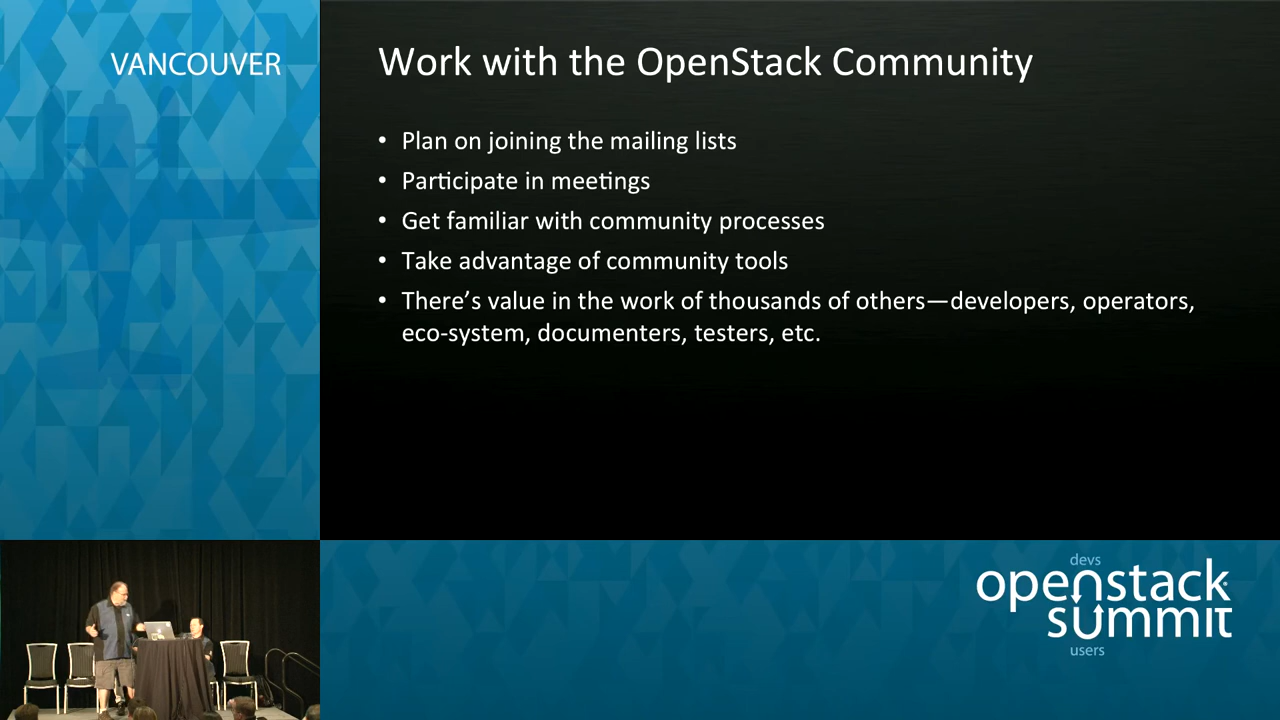 VANCOUVER
Work with the OpenStack Community
• Plan on joining the mailing lists
• Participate in meetings
• Get familiar with community processes
• Take advantage of community tools
• There’s value in the work of thousands of others—developers, operators,
eco-system, documenters, testers, etc.
devs
openstack
summit
users